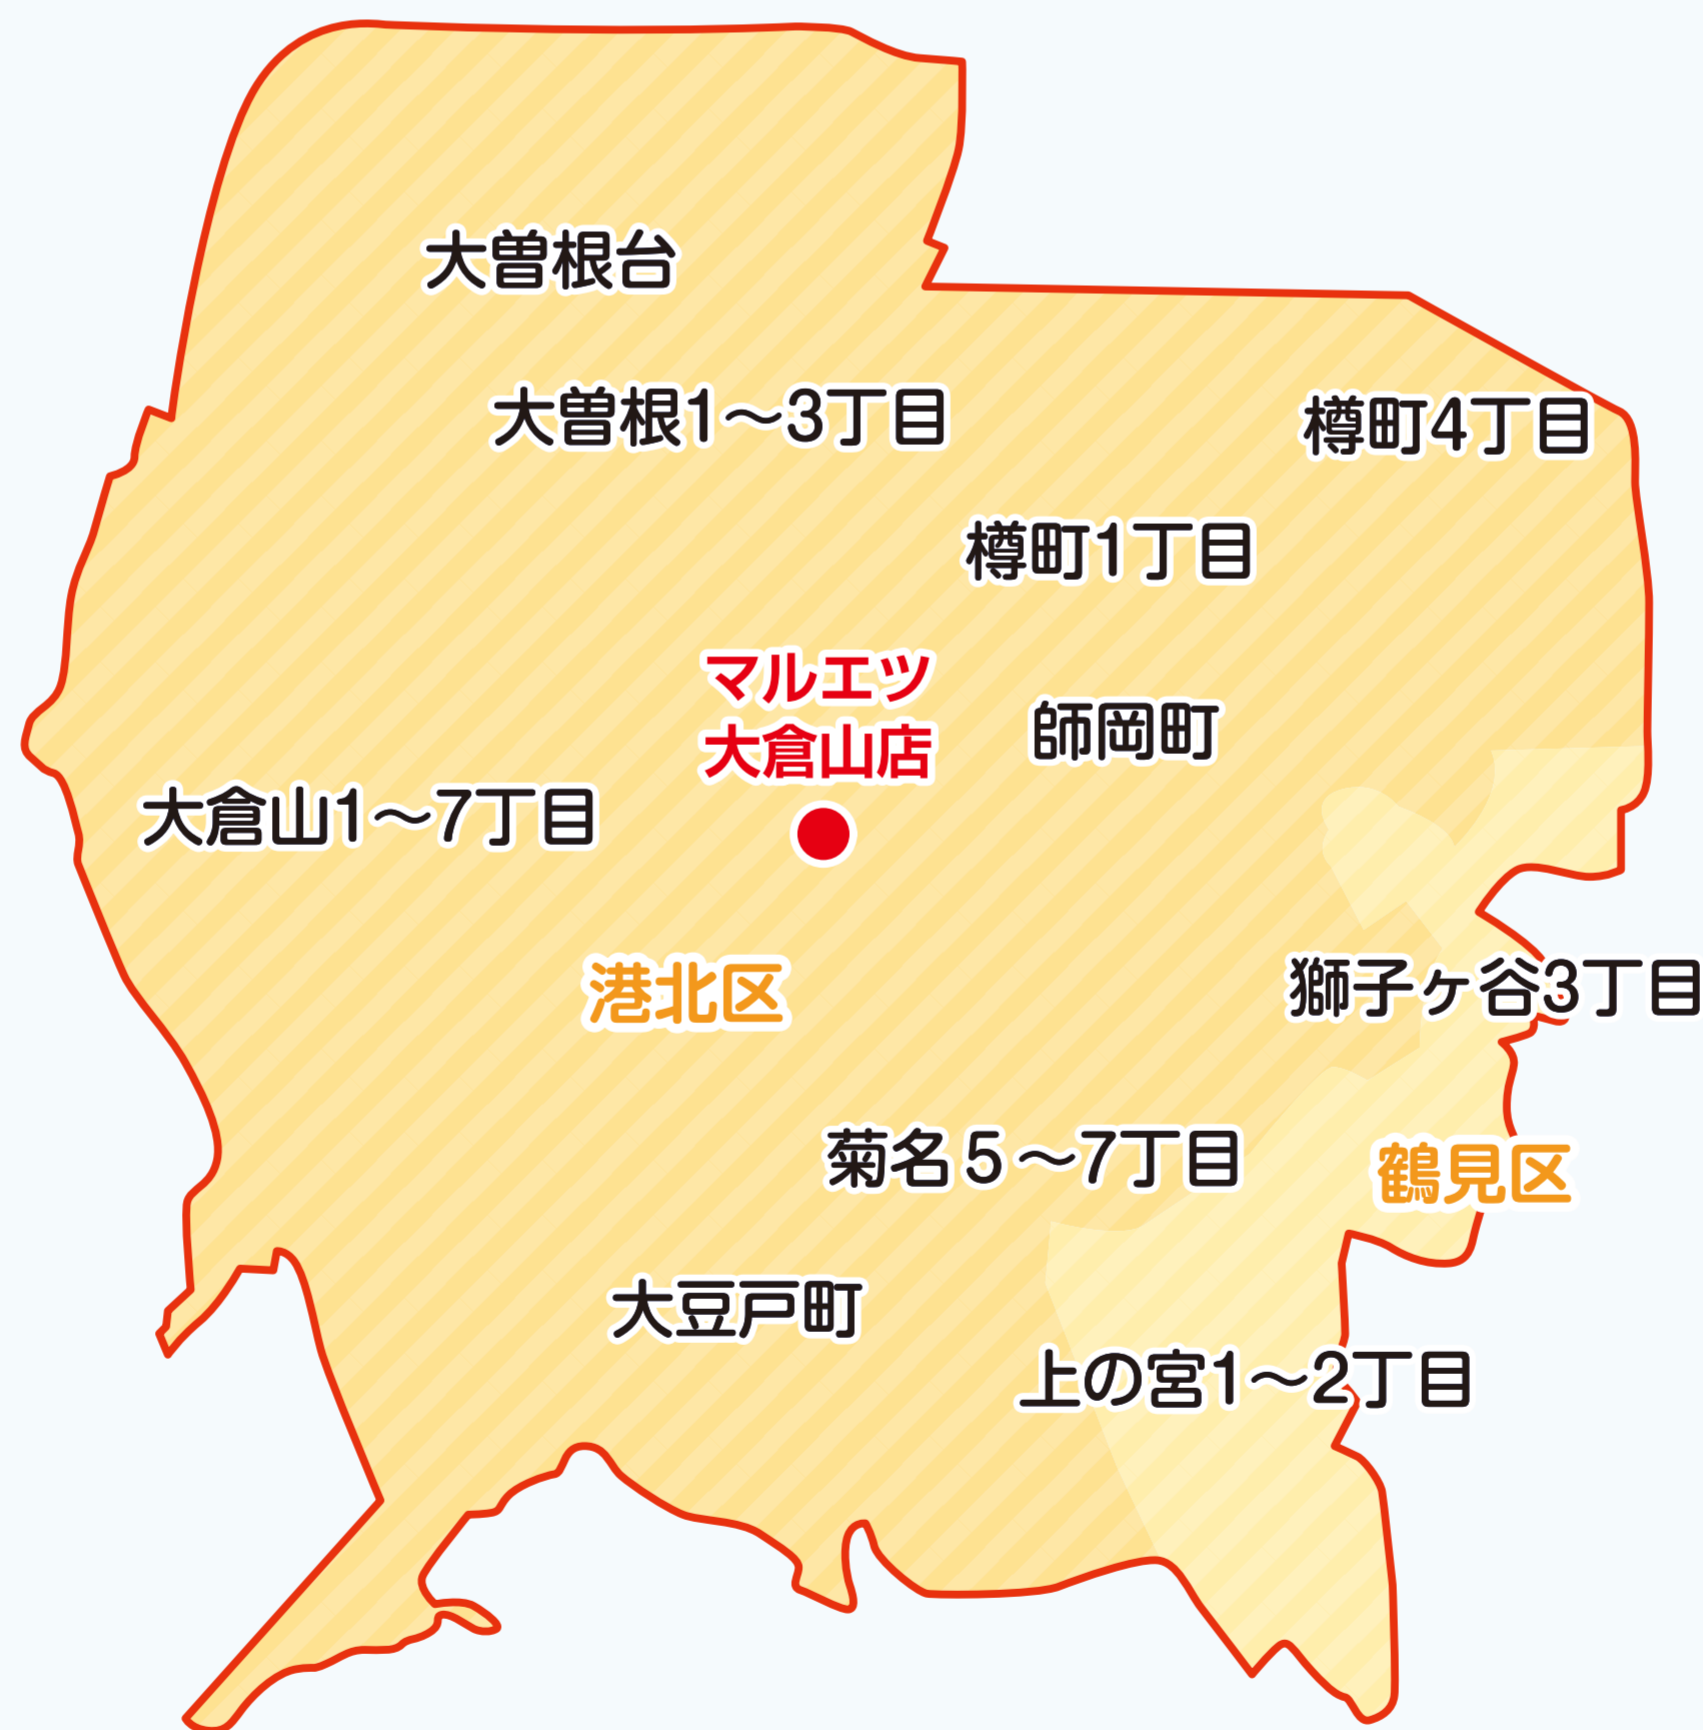 大曽根台
大曽根1～3丁目
樽町4丁目
樽町1丁目
マルエツ
大倉山店
師岡町
大倉山1～7丁目
港北区
獅子ヶ谷3丁目
菊名5～7丁目
鶴見区
大豆戸町
上の宮1～2丁目